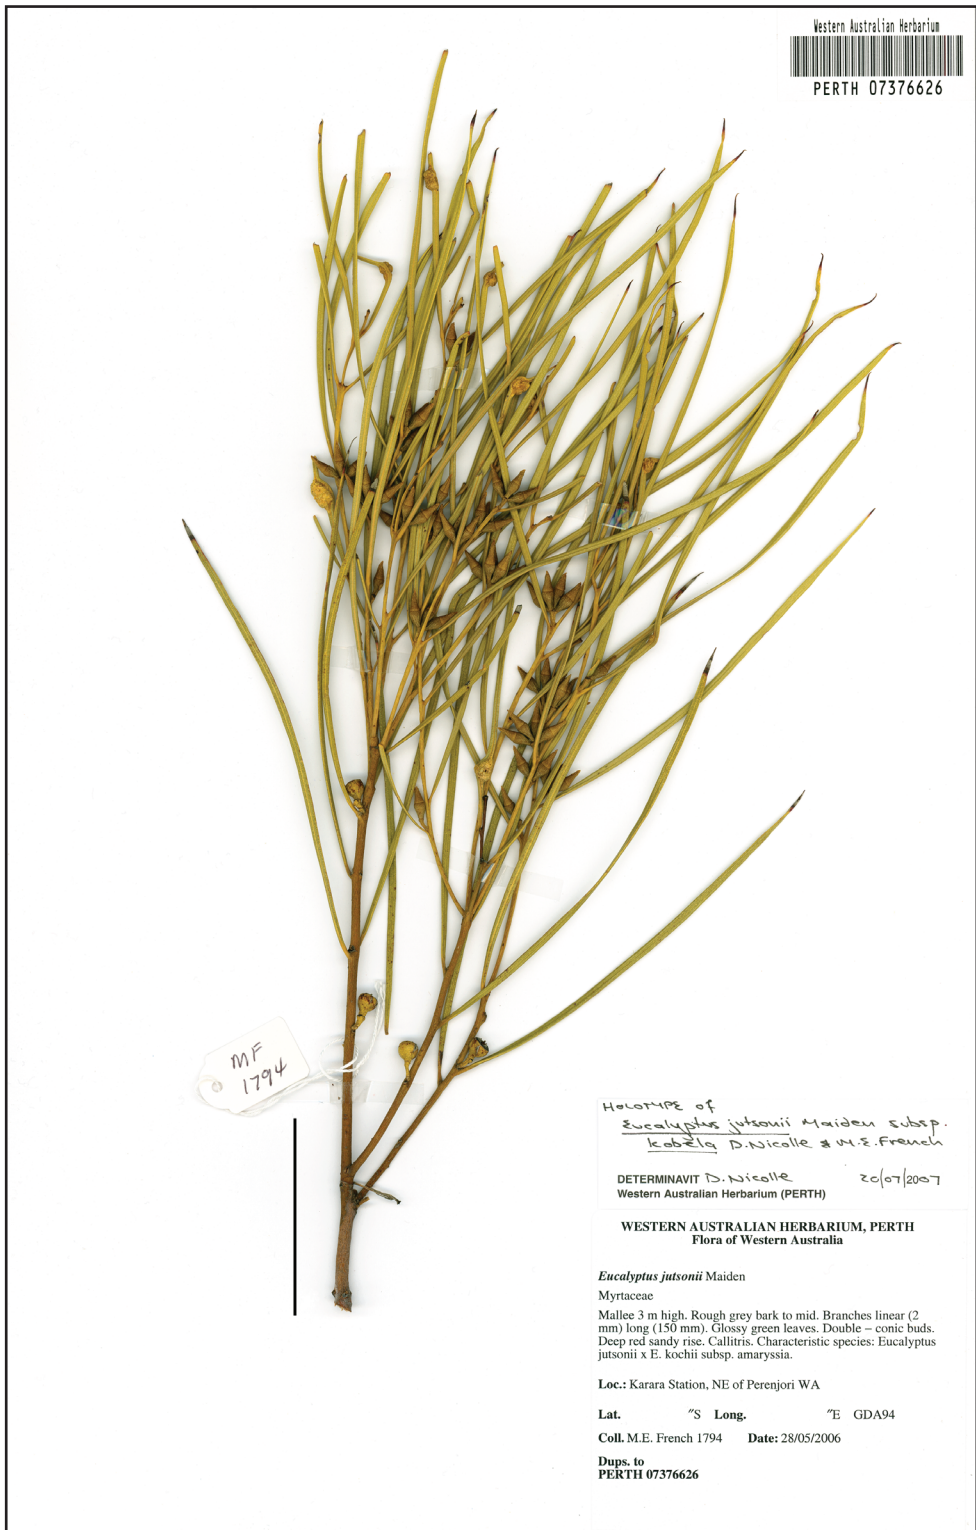 Western Australian Herbarium
PERTH 07376626
MF
1794
HOLOTYPE of
Eucalyptus jutsonii Maiden subsp.
kobela D.Nicolle & M.E.French
DETERMINAVIT D.Nicolle 20/07/2007
Western Australian Herbarium (PERTH)
WESTERN AUSTRALIAN HERBARIUM, PERTH
Flora of Western Australia
Eucalyptus jutsonii Maiden
Myrtaceae
Mallee 3 m high. Rough grey bark to mid. Branches linear (2
mm) long (150 mm). Glossy green leaves. Double – conic buds.
Deep red sandy rise. Callitris. Characteristic species: Eucalyptus
jutsonii x E. kochii subsp. amaryssia.
Loc.: Karara Station, NE of Perenjori WA
Lat. ″S Long. ″E GDA94
Coll. M.E. French 1794 Date: 28/05/2006
Dups. to
PERTH 07376626